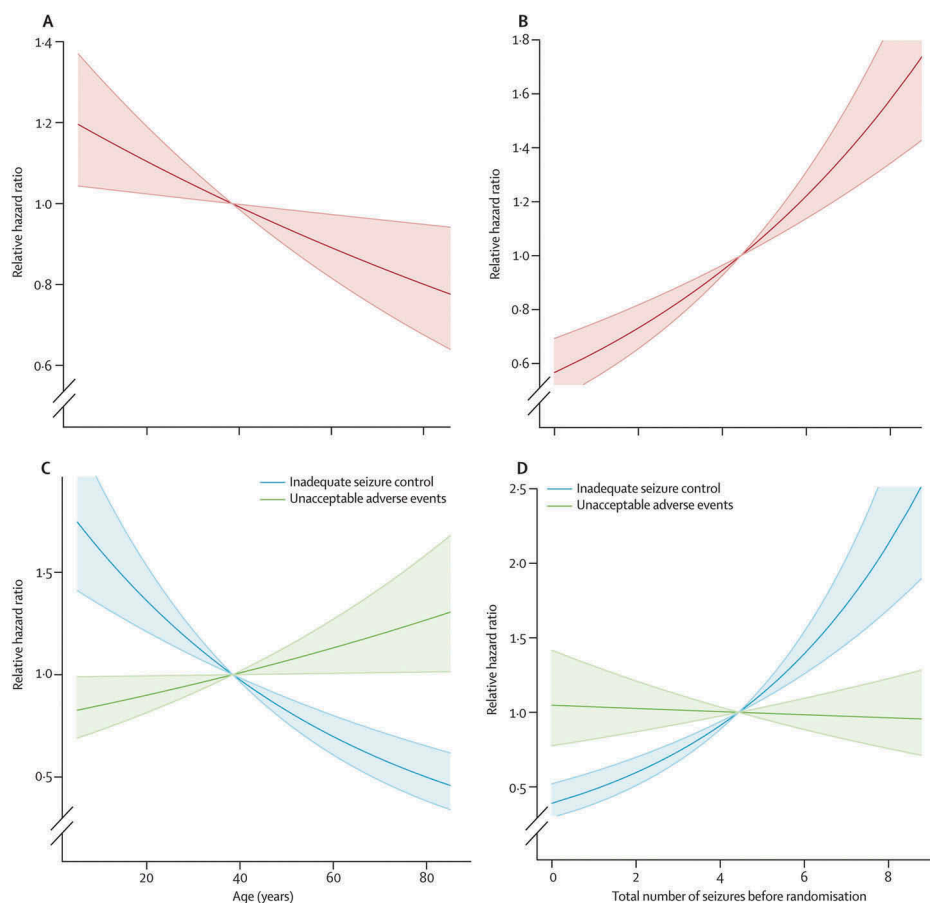 A
1·4
1·2
1·0
0·8
0·6
Relative hazard ratio
B
1·8
1·6
1·4
1·2
1·0
0·8
0·6
Relative hazard ratio
C
Inadequate seizure control
Unacceptable adverse events
1·5
1·0
0·5
Relative hazard ratio
20
40
60
80
Age (years)
D
Inadequate seizure control
Unacceptable adverse events
2·5
2·0
1·5
1·0
0·5
Relative hazard ratio
0
2
4
6
8
Total number of seizures before randomisation